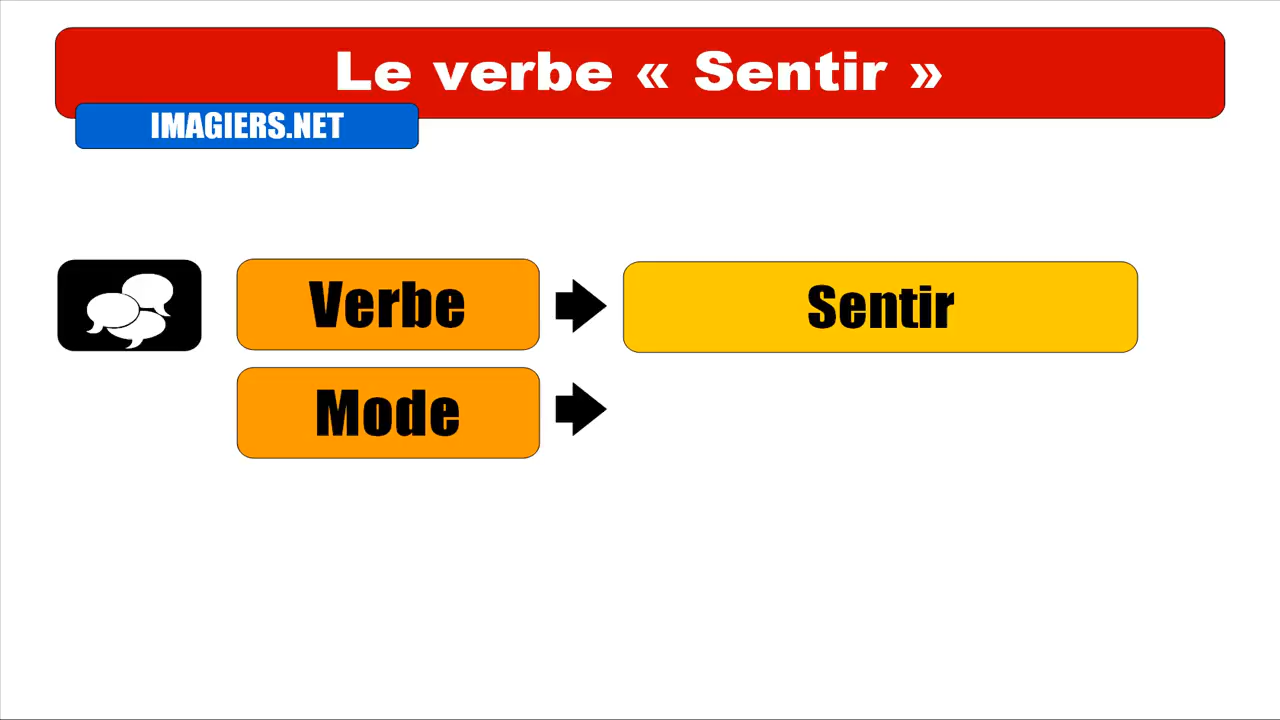 Le verbe « Sentir »
IMAGIERS.NET
Verbe
Sentir
Mode